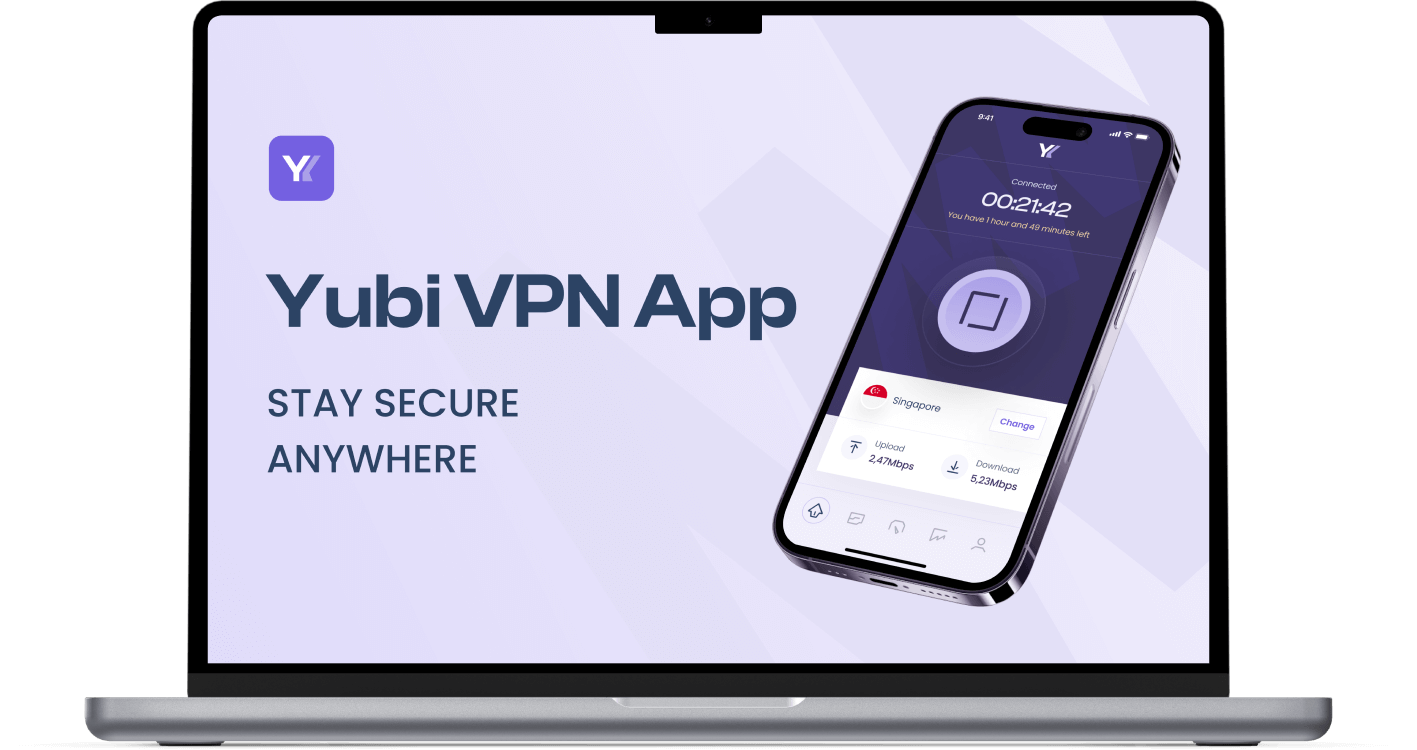 Y
Yubi VPN App
STAY SECURE
ANYWHERE
9:41
Y
Connected
00:21:42
You have 1 hour and 49 minutes left
Singapore
Change
Upload
2,47Mbps
Download
5,23Mbps